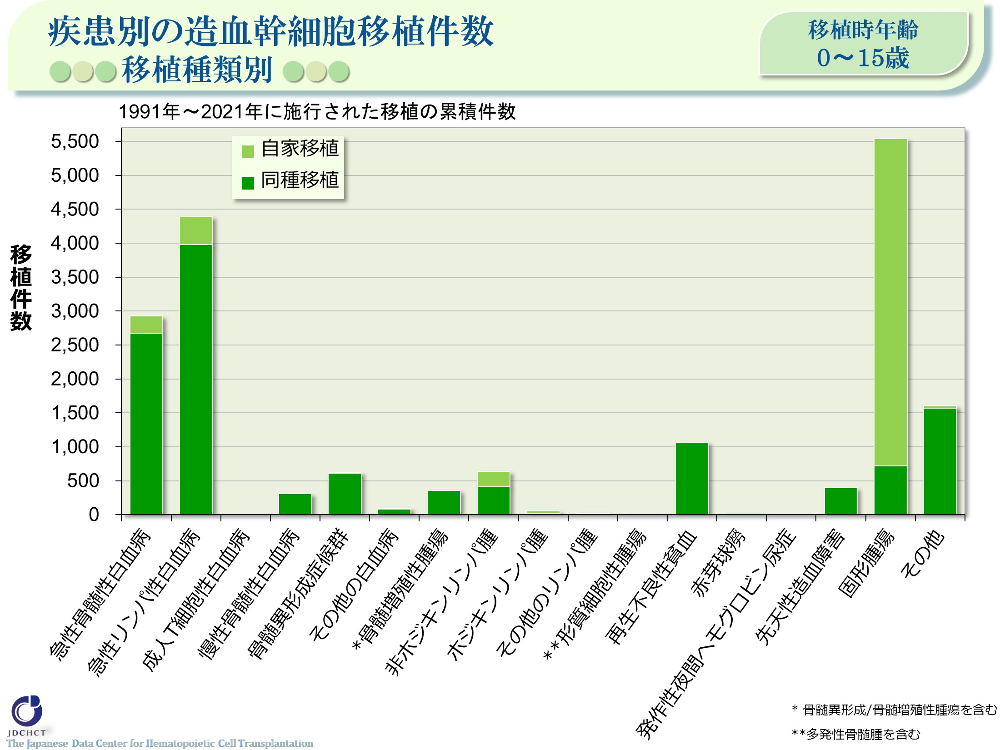 疾患別の造血幹細胞移植件数
移植種類別
移植時年齢
0～15歳
1991年～2021年に施行された移植の累積件数
自家移植
同種移植
移植件数
5,500
5,000
4,500
4,000
3,500
3,000
2,500
2,000
1,500
1,000
500
0
急性骨髄性白血病
急性リンパ性白血病
成人T細胞性白血病
慢性骨髄性白血病
骨髄異形成症候群
その他の白血病
*骨髄増殖性腫瘍
非ホジキンリンパ腫
ホジキンリンパ腫
その他のリンパ腫
**形質細胞性腫瘍
再生不良性貧血
赤芽球癆
発作性夜間ヘモグロビン尿症
先天性造血障害
固形腫瘍
その他
* 骨髄異形成/骨髄増殖性腫瘍を含む
**多発性骨髄腫を含む
JDCHCT
The Japanese Data Center for Hematopoietic Cell Transplantation